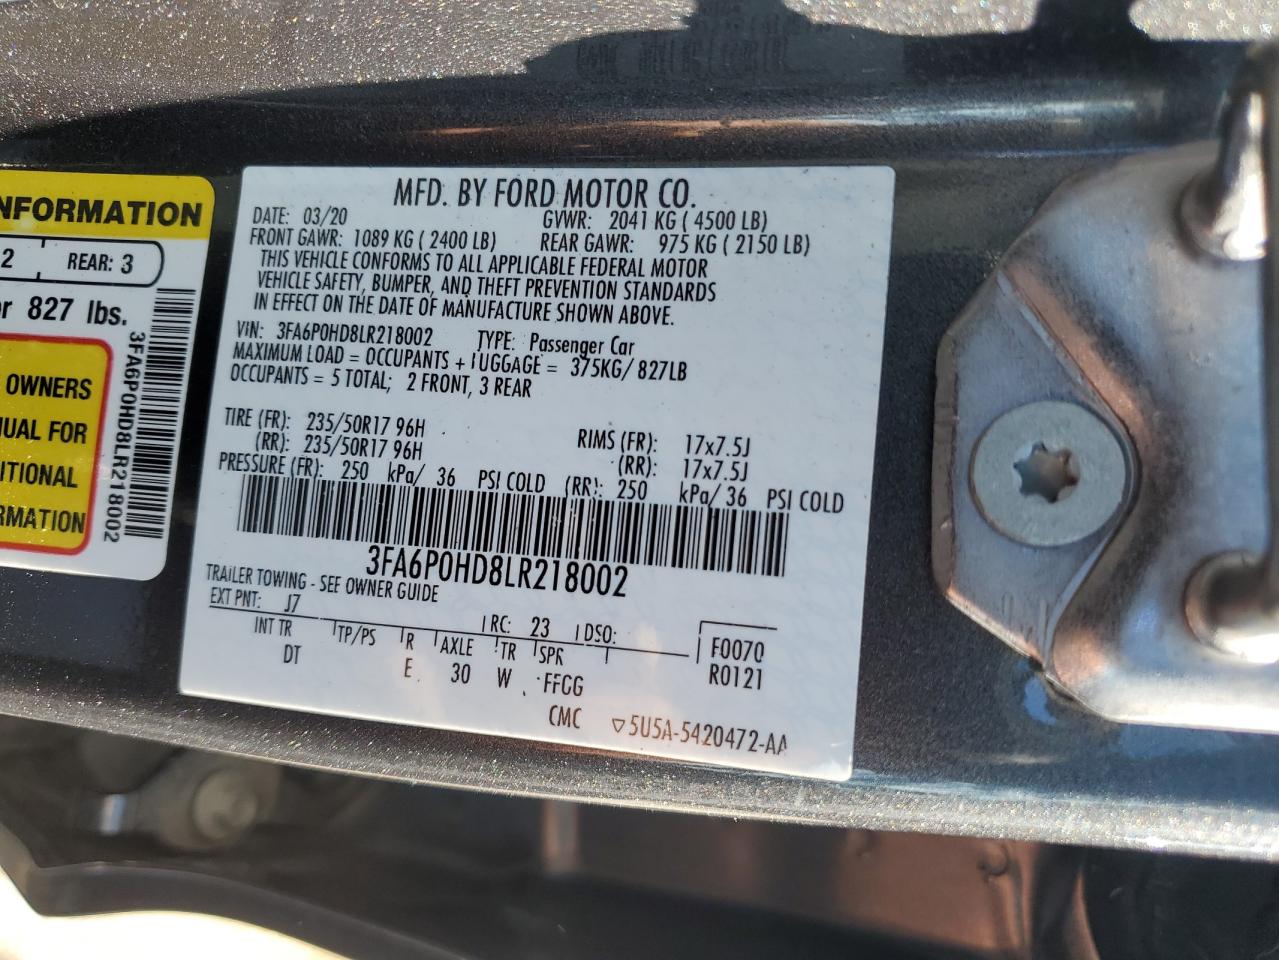 NFORMATION
2 REAR: 3
or 827 lbs.
OWNERS
UAL FOR
ITIONAL
RMATION
3FA6P0HD8LR218002
MFD. BY FORD MOTOR CO.
DATE: 03/20 GVWR: 2041 KG ( 4500 LB)
FRONT GAWR: 1089 KG ( 2400 LB) REAR GAWR: 975 KG ( 2150 LB)
THIS VEHICLE CONFORMS TO ALL APPLICABLE FEDERAL MOTOR
VEHICLE SAFETY, BUMPER, AND THEFT PREVENTION STANDARDS
IN EFFECT ON THE DATE OF MANUFACTURE SHOWN ABOVE.
VIN: 3FA6P0HD8LR218002 TYPE: Passenger Car
MAXIMUM LOAD = OCCUPANTS + LUGGAGE = 375KG/ 827LB
OCCUPANTS = 5 TOTAL; 2 FRONT, 3 REAR
TIRE (FR): 235/50R17 96H RIMS (FR): 17x7.5J
(RR): 235/50R17 96H (RR): 17x7.5J
PRESSURE (FR): 250 kPa/ 36 PSI COLD (RR): 250 kPa/ 36 PSI COLD
3FA6P0HD8LR218002
TRAILER TOWING - SEE OWNER GUIDE
EXT PNT: J7 RC: 23 DSO: F0070
INT TR TP/PS R AXLE TR SPR R0121
DT E 30 W FFCG
CMC ▽5U5A-5420472-AA